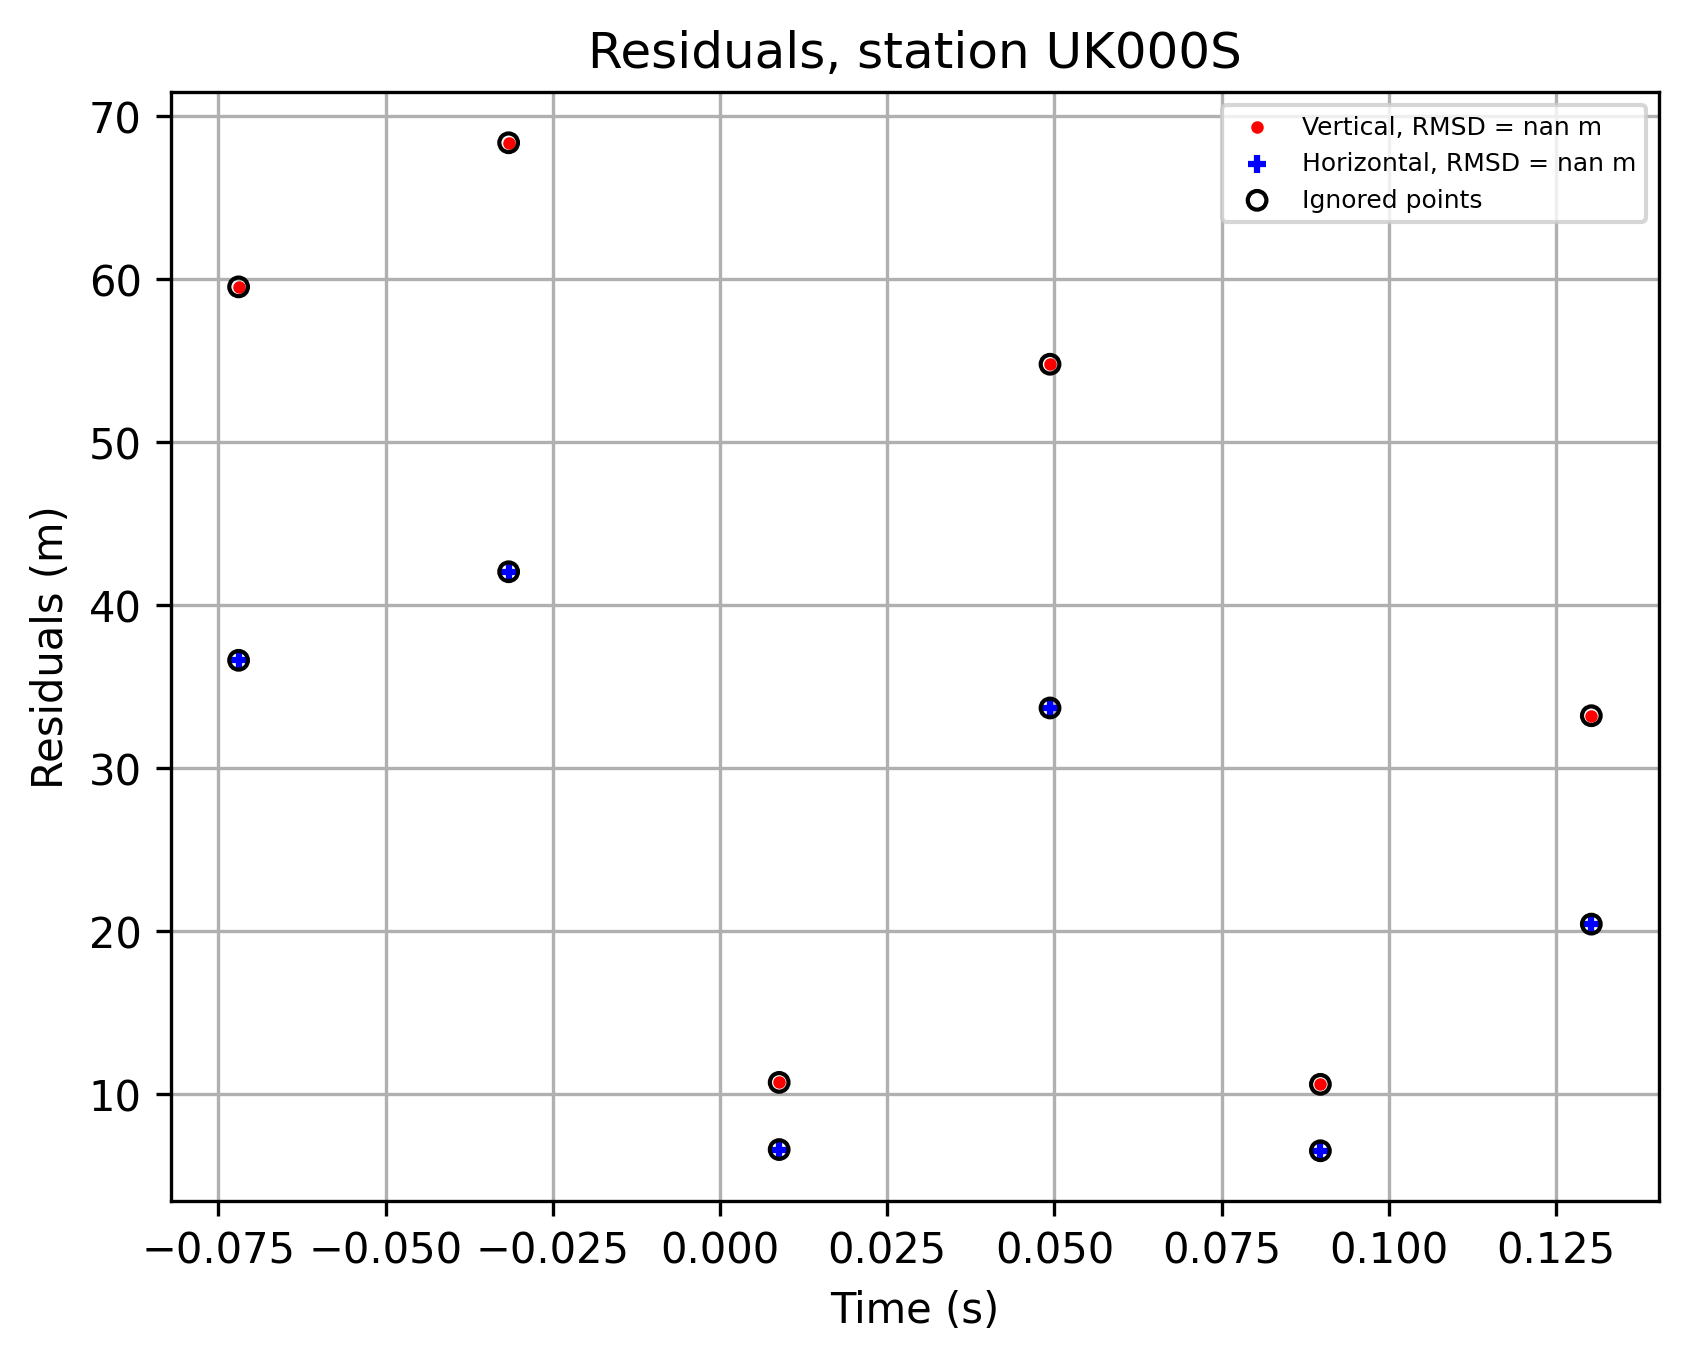 Residuals, station UK000S
Vertical, RMSD = nan m
Horizontal, RMSD = nan m
Ignored points
Residuals (m)
70
60
50
40
30
20
10
−0.075 −0.050 −0.025 0.000 0.025 0.050 0.075 0.100 0.125
Time (s)